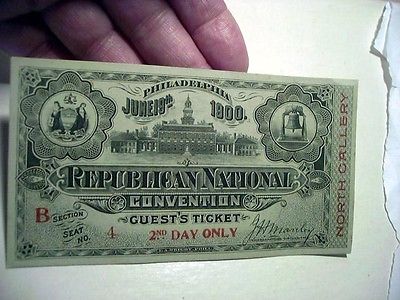 PHILADELPHIA
JUNE 19TH, 1900.
REPUBLICAN NATIONAL
CONVENTION
GUEST'S TICKET
B SECTION
SEAT NO. 4
2ND DAY ONLY
NORTH GALLERY